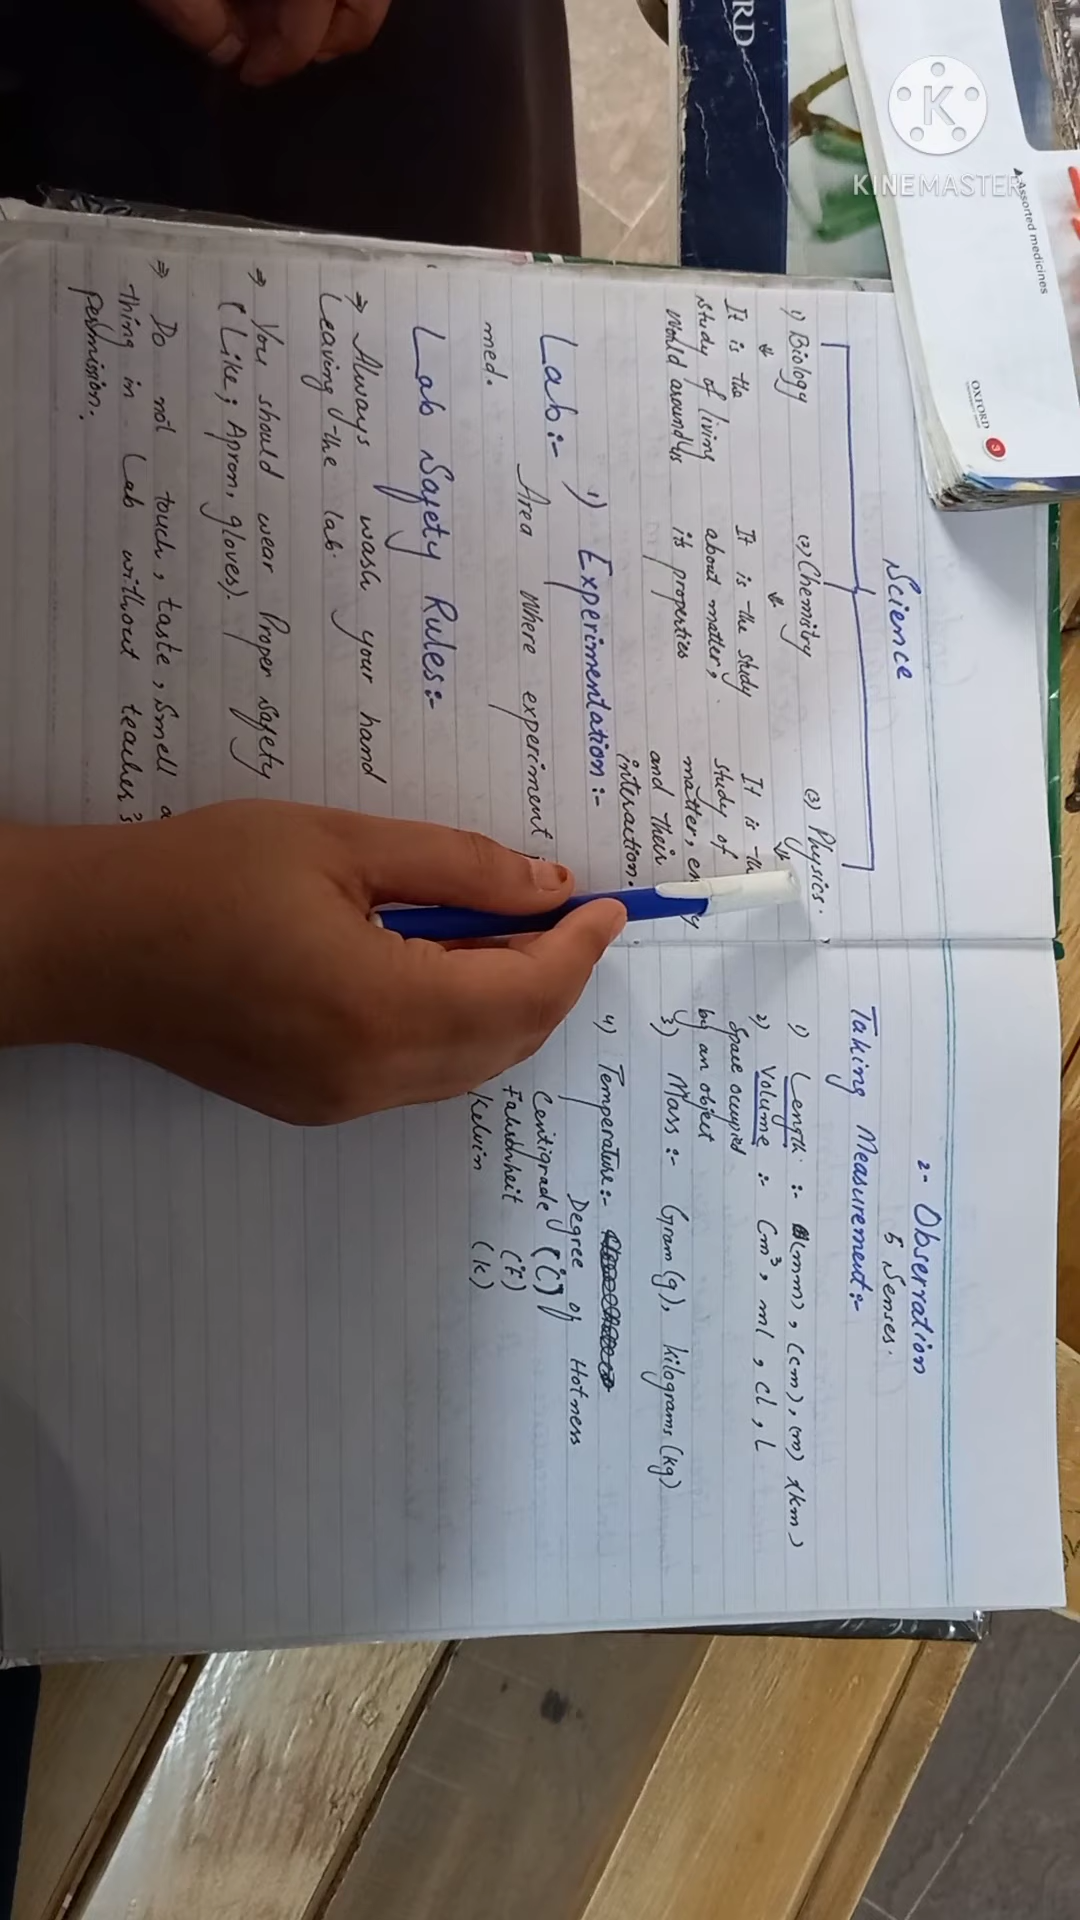 Science
1) Biology
(2) Chemistry
(3) Physics.
It is the
study of living
world around us
It is the study
about matter,
its properties
It is the
study of
matter,
and their
interaction.
1) Experimentation :-
Lab:- Area Where experiment
med.
Lab Safety Rules:-
⇒ Always wash your hand
Leaving the lab.
⇒ You should wear Proper Safety
(Like; Apron, gloves).
⇒ Do not touch, taste, Smell
thing in Lab without teacher's
permission.
2- Observation
5 Senses.
Taking Measurement:-
1) Length :- (mm), (cm), (m) (km)
2) Volume :- Cm³, ml, cl, L
Space occupied
by an object
3) Mass:- Gram(g), kilograms(kg)
4) Temperature:-
Degree of Hotness
Centigrade (°C)
Fahrenheit (°F)
Kelvin (K)
RD
Assorted medicines
OXFORD
3
K
KINEMASTER